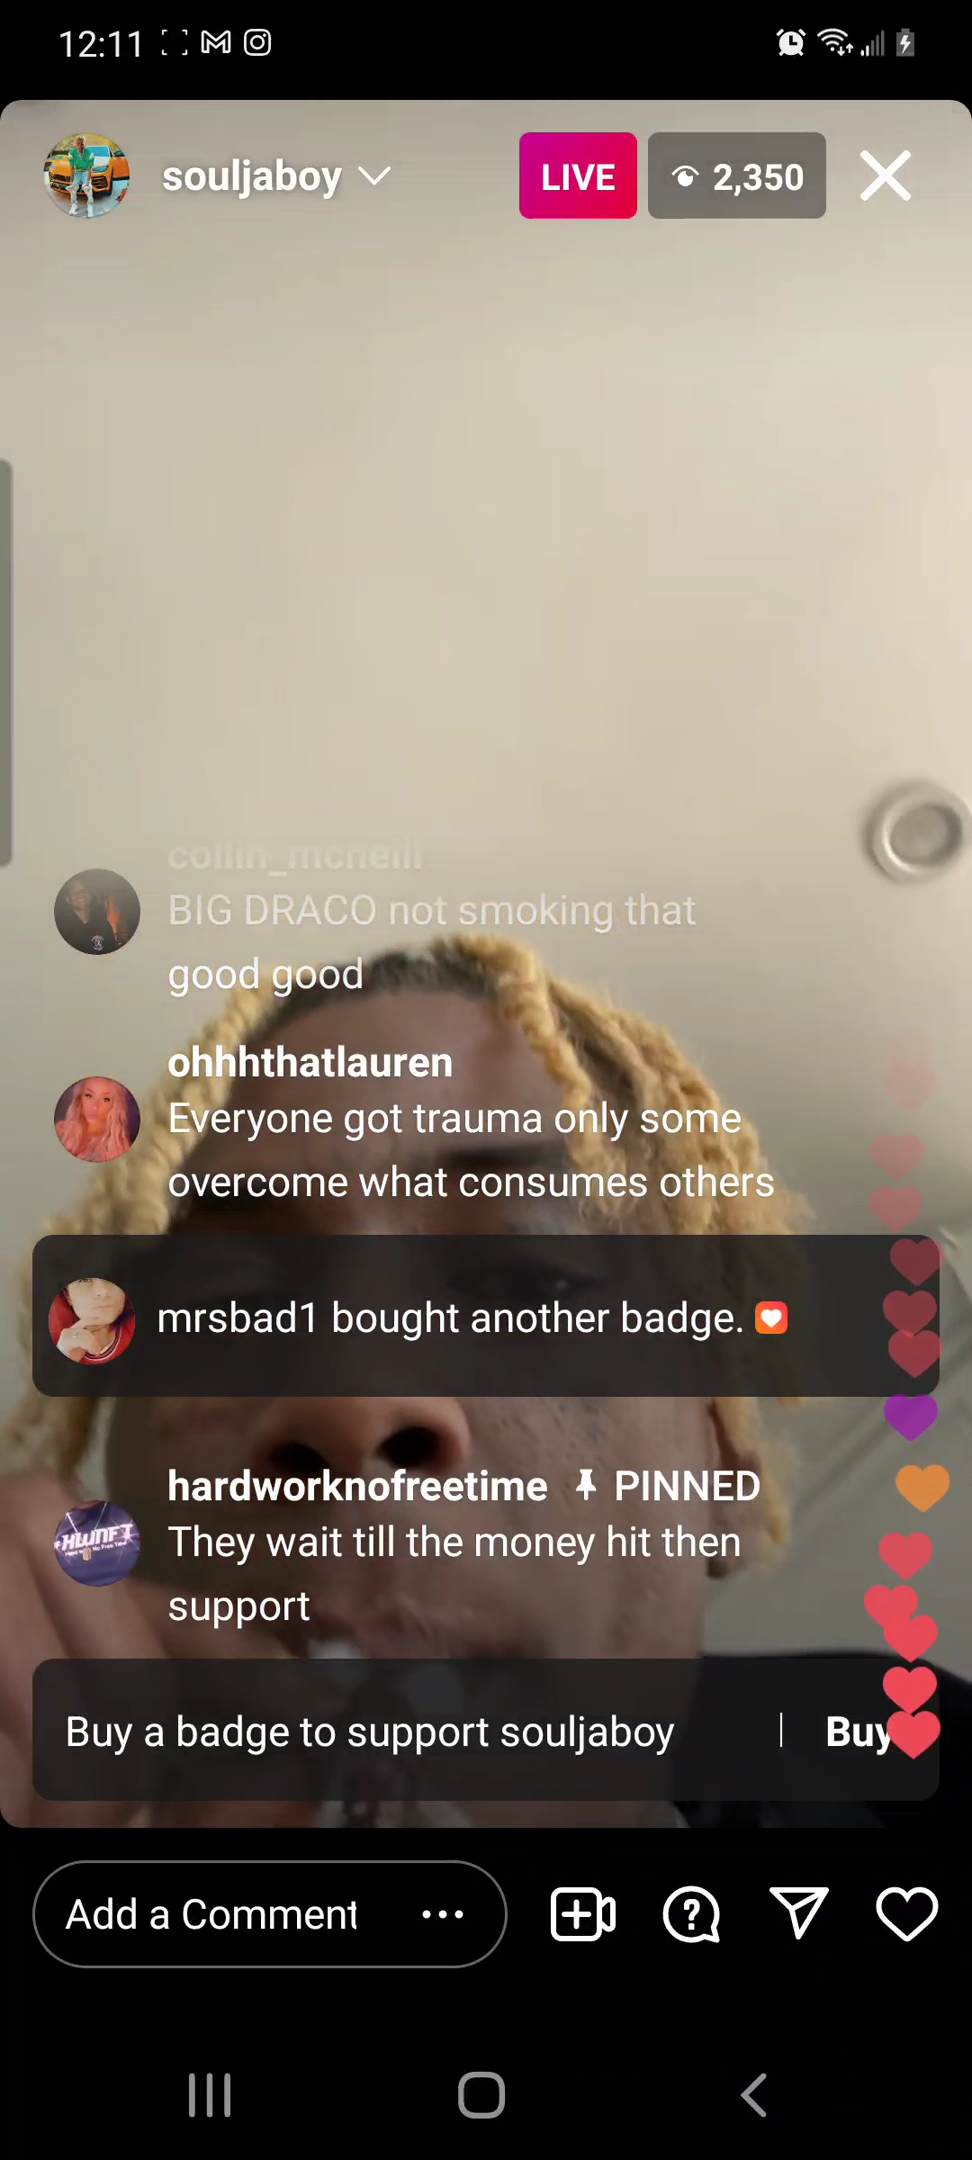 12:11
souljaboy
LIVE
2,350
collin_mcneill
BIG DRACO not smoking that
good good
ohhhthatlauren
Everyone got trauma only some
overcome what consumes others
mrsbad1 bought another badge.
hardworknofreetime PINNED
They wait till the money hit then
support
HWNFT
Buy a badge to support souljaboy
Buy
Add a Comment